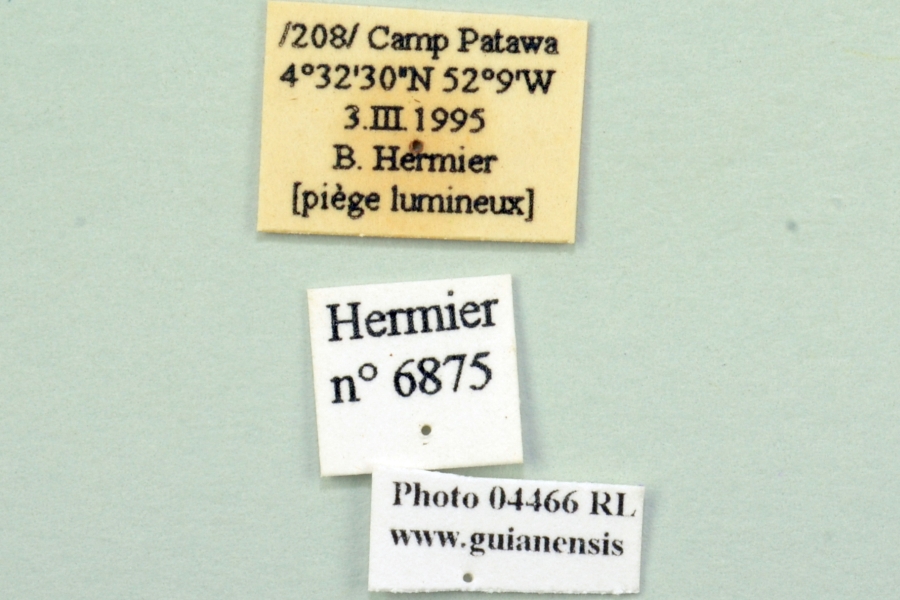 /208/ Camp Patawa
4°32'30"N 52°9'W
3.III.1995
B. Hermier
[piège lumineux]
Hermier
n° 6875
Photo 04466 RL
www.guianensis